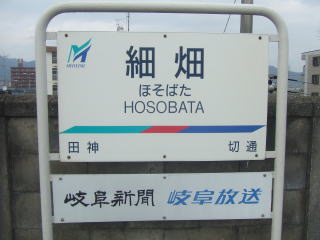 MEITETSU
細畑
ほそばた
HOSOBATA
田神 切通
岐阜新聞 岐阜放送